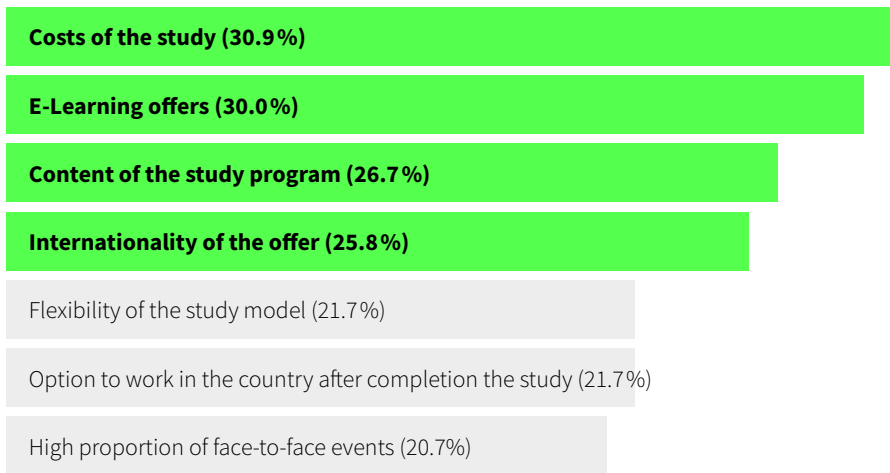 Costs of the study (30.9%)
E-Learning offers (30.0%)
Content of the study program (26.7%)
Internationality of the offer (25.8%)
Flexibility of the study model (21.7%)
Option to work in the country after completion the study (21.7%)
High proportion of face-to-face events (20.7%)